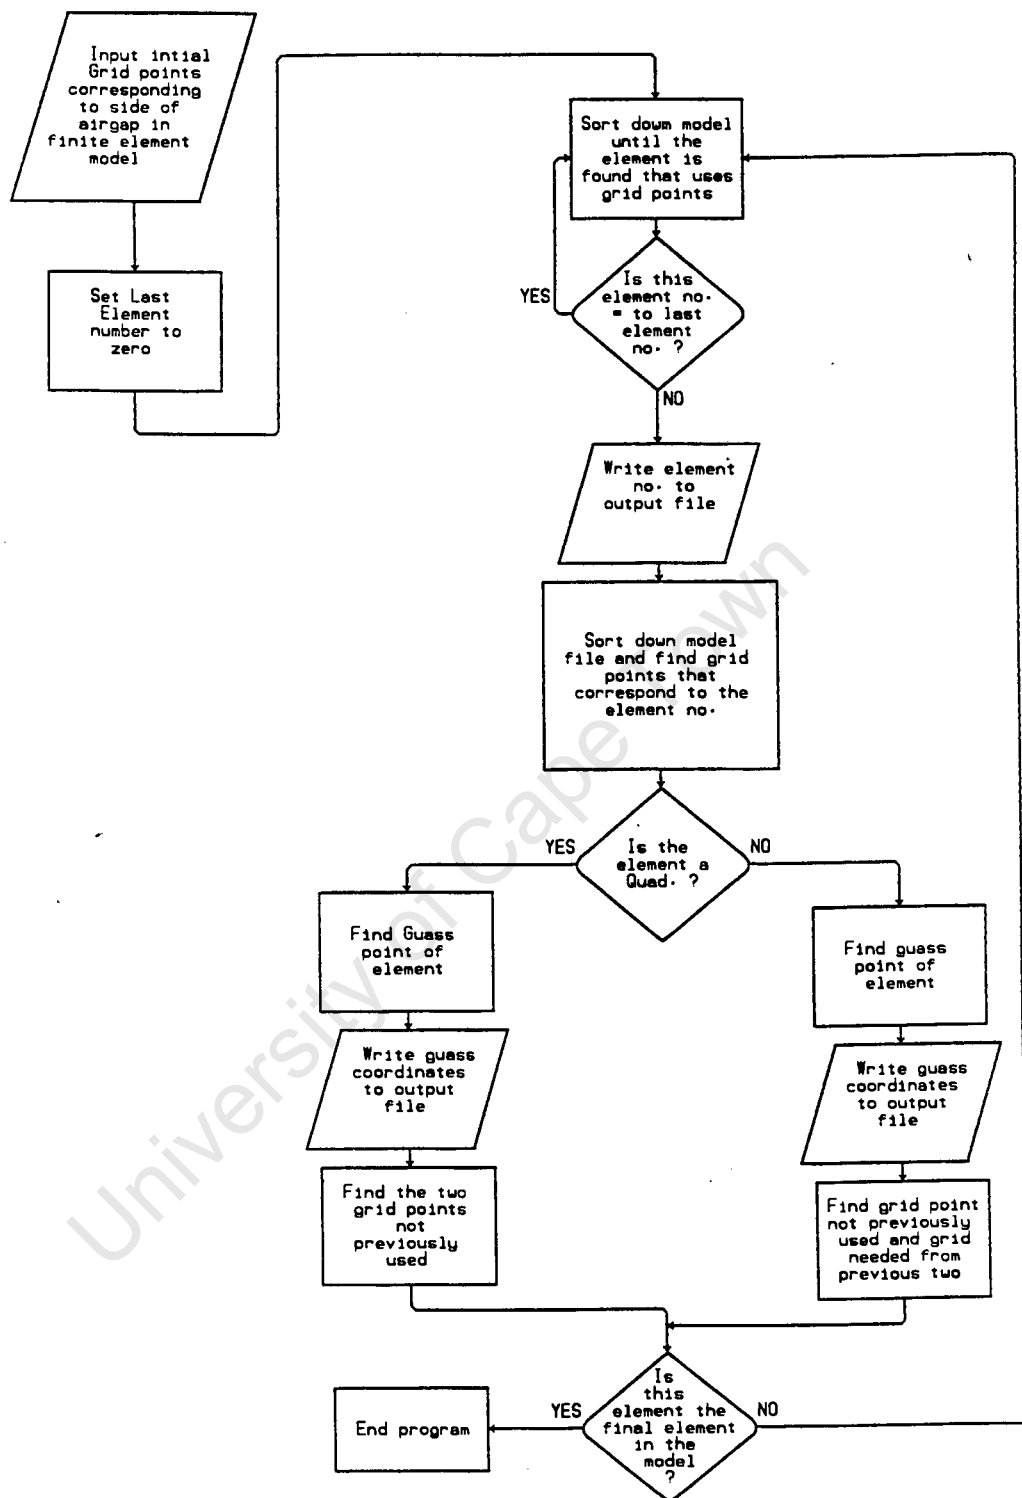 Input intial
Grid points
corresponding
to side of
airgap in
finite element
model
Set Last
Element
number to
zero
Sort down model
until the
element is
found that uses
grid points
Is this
element no.
= to last
element
no. ?
YES
NO
Write element
no. to
output file
Sort down model
file and find grid
points that
correspond to the
element no.
Is the
element a
Quad. ?
YES
NO
Find Guass
point of
element
Write guass
coordinates
to output
file
Find the two
grid points
not
previously
used
Find guass
point of
element
Write guass
coordinates
to output
file
Find grid point
not previously
used and grid
needed from
previous two
Is
this
element the
final element
in the
model
?
YES
NO
End program
University of Cape Town